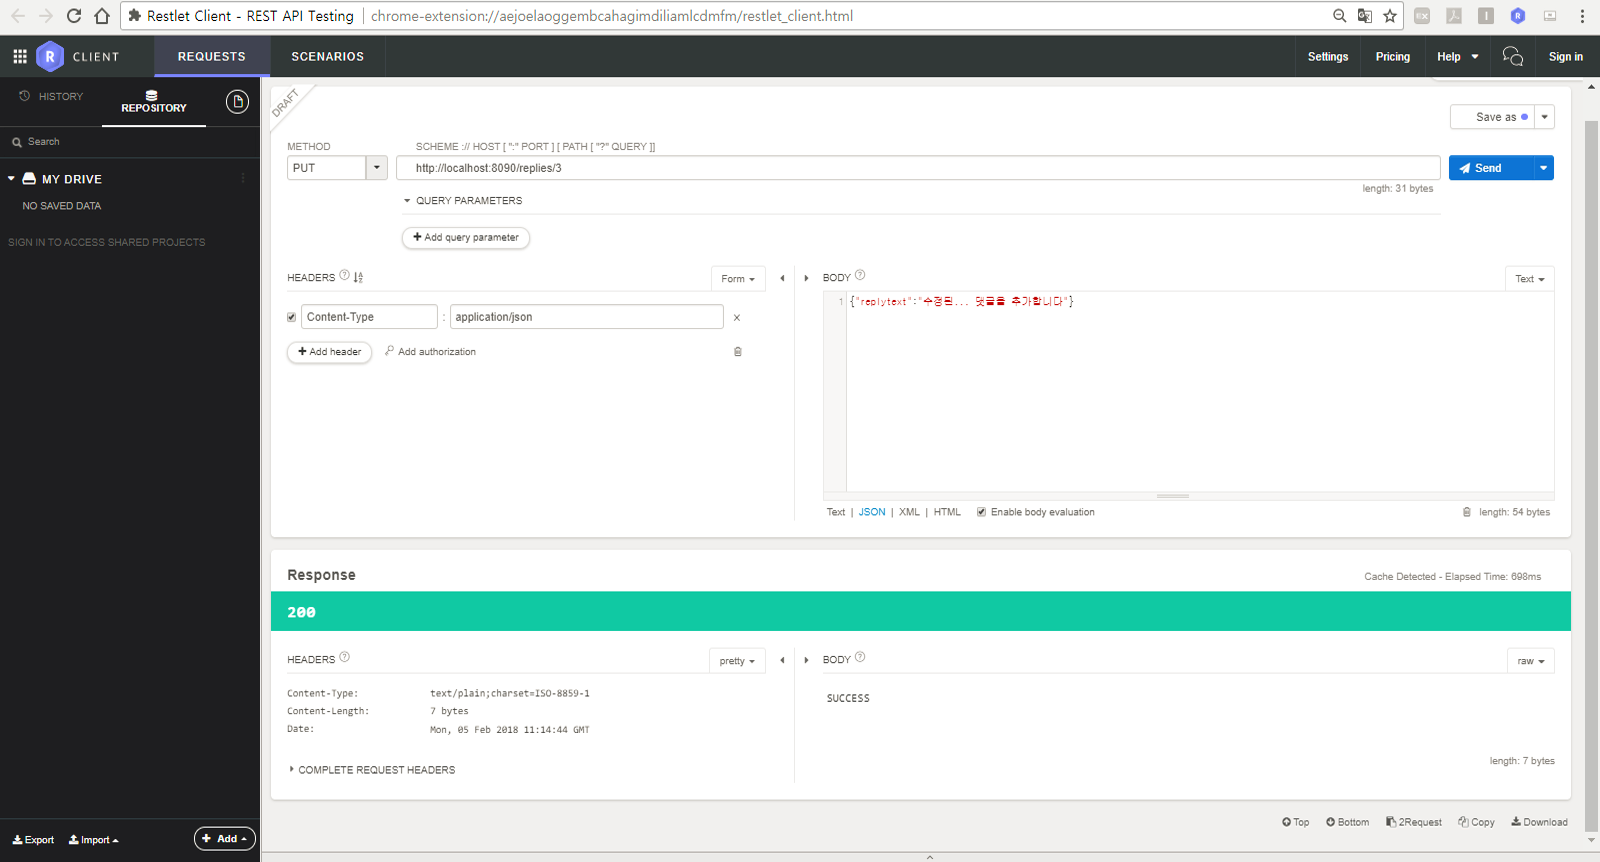 Restlet Client - REST API Testing chrome-extension://aejoelaoggembcahagimdiliamlcdmfm/restlet_client.html
R CLIENT REQUESTS SCENARIOS Settings Pricing Help Sign in
HISTORY REPOSITORY
Search
MY DRIVE
NO SAVED DATA
SIGN IN TO ACCESS SHARED PROJECTS
Export Import Add
DRAFT
Save as
METHOD SCHEME :// HOST [ ":" PORT ] [ PATH [ "?" QUERY ]]
PUT http://localhost:8090/replies/3 Send
length: 31 bytes
QUERY PARAMETERS
Add query parameter
HEADERS Form BODY Text
Content-Type : application/json
1 {"replytext":"수정된... 댓글을 추가합니다"}
Add header Add authorization
Text | JSON | XML | HTML Enable body evaluation length: 54 bytes
Response Cache Detected - Elapsed Time: 698ms
200
HEADERS pretty BODY raw
Content-Type: text/plain;charset=ISO-8859-1
Content-Length: 7 bytes
Date: Mon, 05 Feb 2018 11:14:44 GMT
SUCCESS
COMPLETE REQUEST HEADERS
length: 7 bytes
Top Bottom 2Request Copy Download